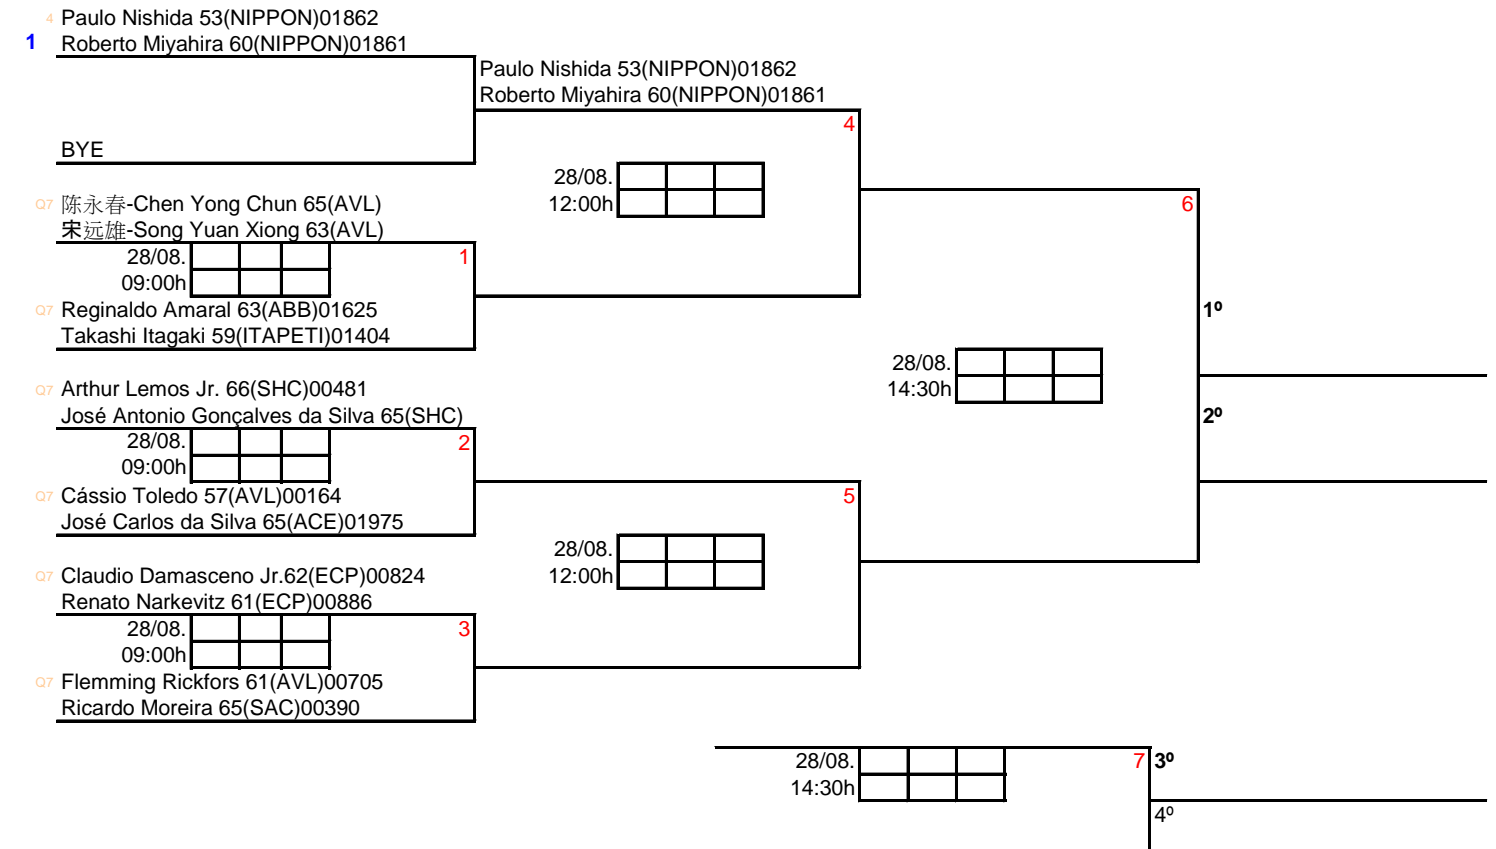 4 Paulo Nishida 53(NIPPON)01862
1 Roberto Miyahira 60(NIPPON)01861
Paulo Nishida 53(NIPPON)01862
Roberto Miyahira 60(NIPPON)01861
4
BYE
28/08.
12:00h
Q7 陈永春-Chen Yong Chun 65(AVL)
宋远雄-Song Yuan Xiong 63(AVL)
6
28/08. 1
09:00h
Q7 Reginaldo Amaral 63(ABB)01625
Takashi Itagaki 59(ITAPETI)01404
1º
28/08.
14:30h
Q7 Arthur Lemos Jr. 66(SHC)00481
José Antonio Gonçalves da Silva 65(SHC)
2º
28/08. 2
09:00h
Q7 Cássio Toledo 57(AVL)00164
José Carlos da Silva 65(ACE)01975
5
28/08.
12:00h
Q7 Claudio Damasceno Jr.62(ECP)00824
Renato Narkevitz 61(ECP)00886
28/08. 3
09:00h
Q7 Flemming Rickfors 61(AVL)00705
Ricardo Moreira 65(SAC)00390
28/08. 7 3º
14:30h
4º